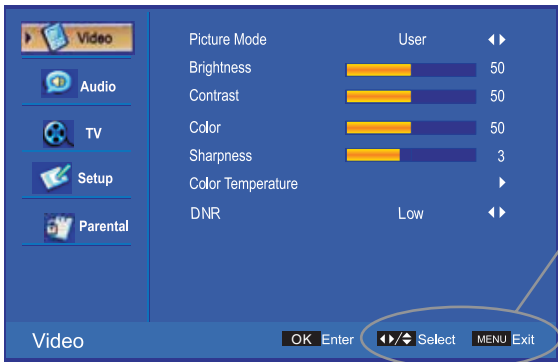 Video
Audio
TV
Setup
Parental
Picture Mode User
Brightness 50
Contrast 50
Color 50
Sharpness 3
Color Temperature
DNR Low
Video OK Enter / Select MENU Exit